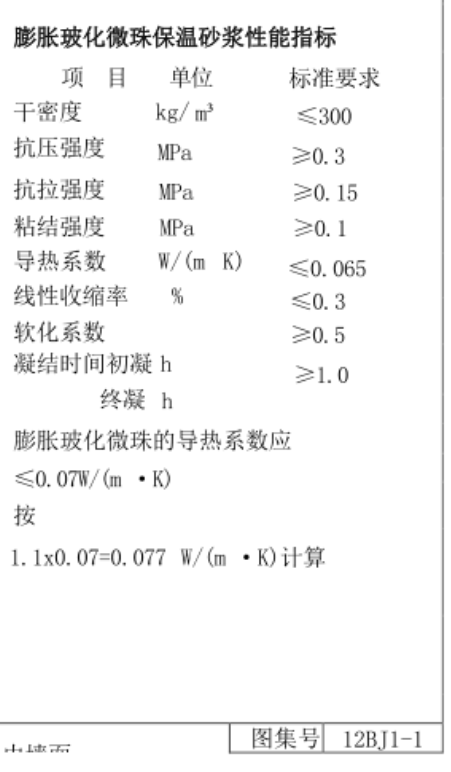 膨胀玻化微珠保温砂浆性能指标
项 目 单位 标准要求
干密度 kg/m³ ≤300
抗压强度 MPa ≥0.3
抗拉强度 MPa ≥0.15
粘结强度 MPa ≥0.1
导热系数 W/(m K) ≤0.065
线性收缩率 % ≤0.3
软化系数 ≥0.5
凝结时间初凝 h ≥1.0
终凝 h
膨胀玻化微珠的导热系数应
≤0.07W/(m ·K)
按
1.1x0.07=0.077 W/(m ·K)计算
图集号 12BJ1-1